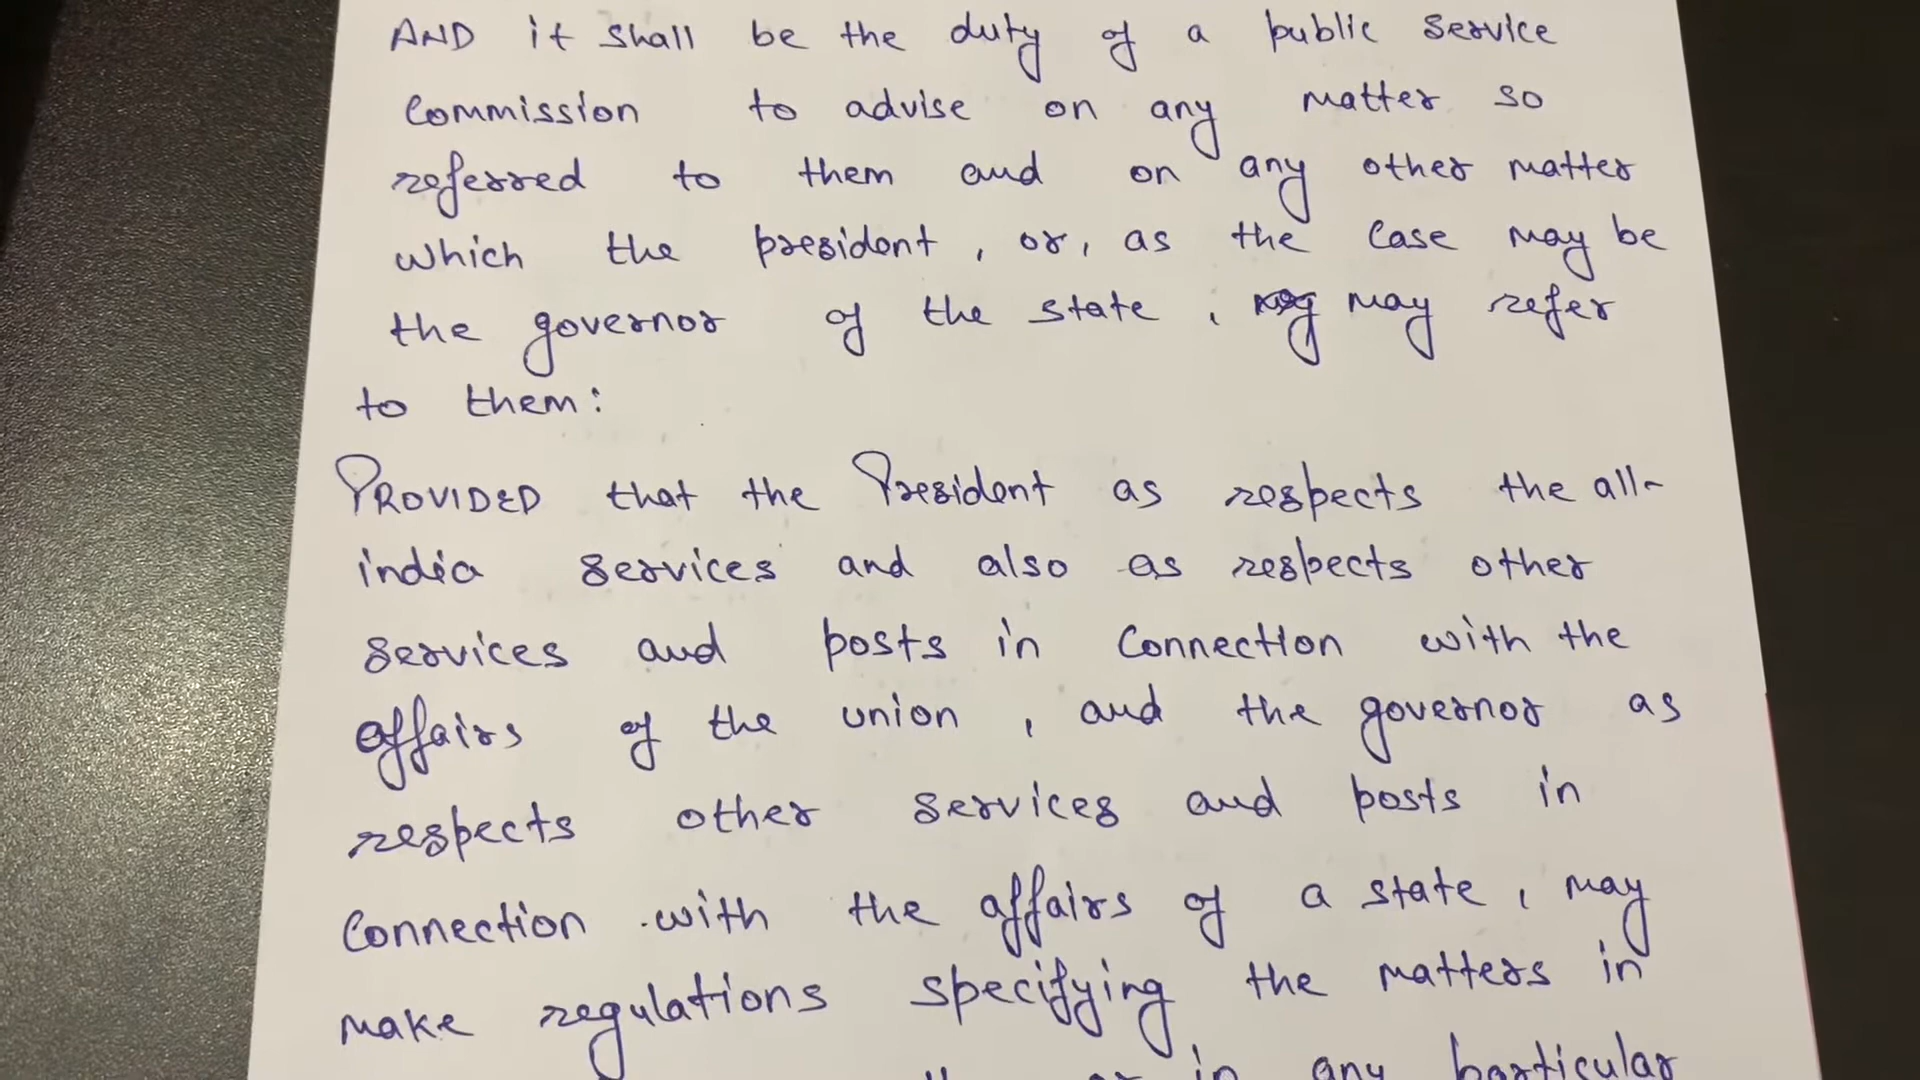 AND it shall be the duty of a public service
Commission to advise on any matter so
referred to them and on any other matter
which the president, or, as the case may be
the governor of the state, may refer
to them:
PROVIDED that the President as respects the all-
india services and also as respects other
services and posts in connection with the
affairs of the union, and the governor as
respects other services and posts in
connection with the affairs of a state, may
make regulations specifying the matters in
in any particular